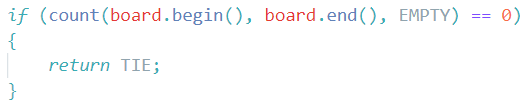 if (count(board.begin(), board.end(), EMPTY) == 0)
{
    return TIE;
}